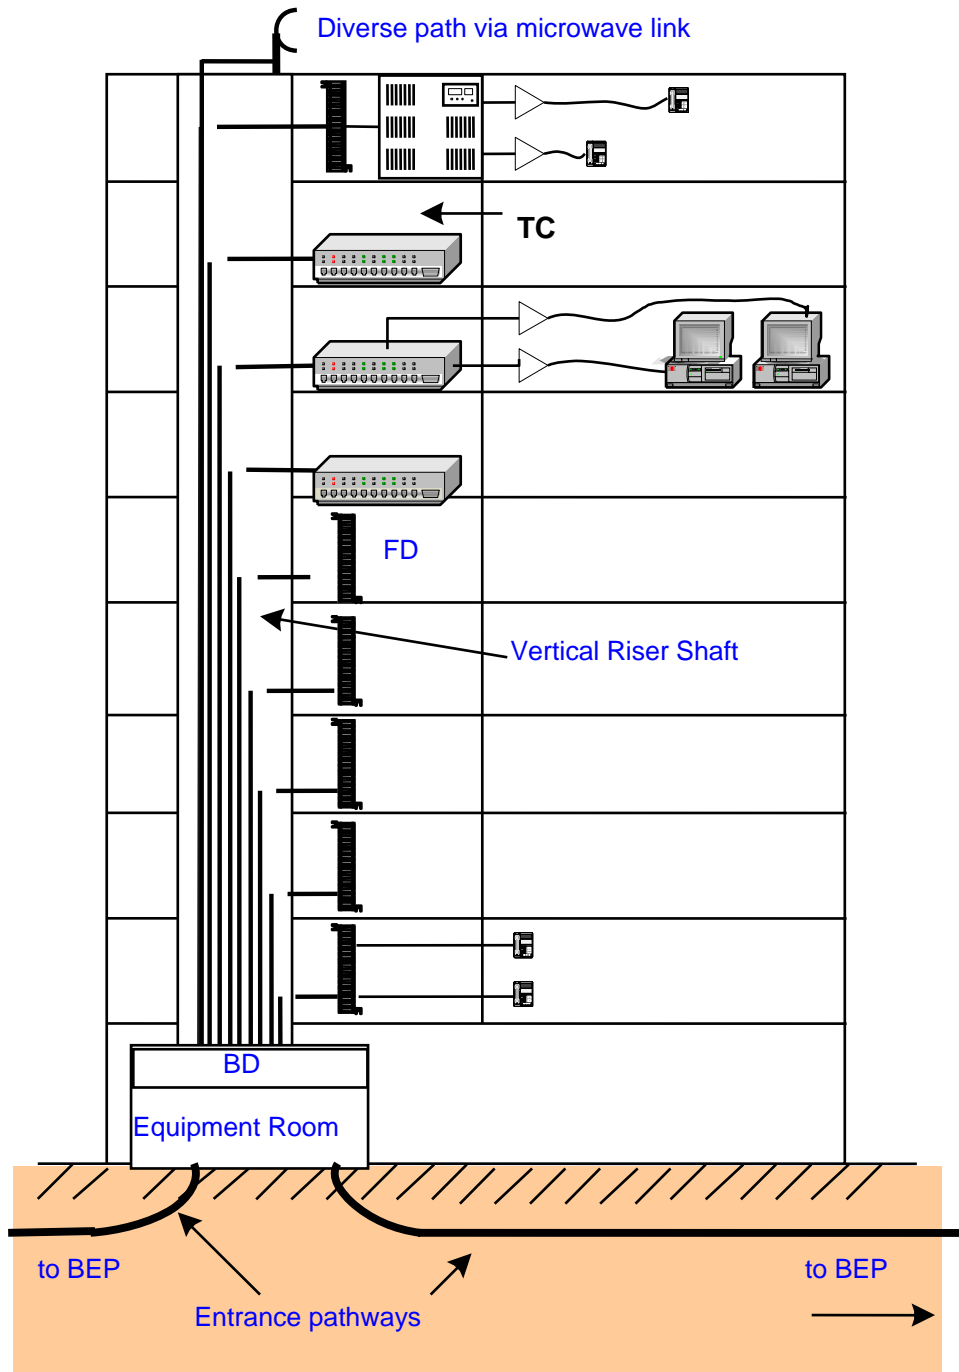 Diverse path via microwave link
TC
FD
Vertical Riser Shaft
BD
Equipment Room
to BEP
to BEP
Entrance pathways